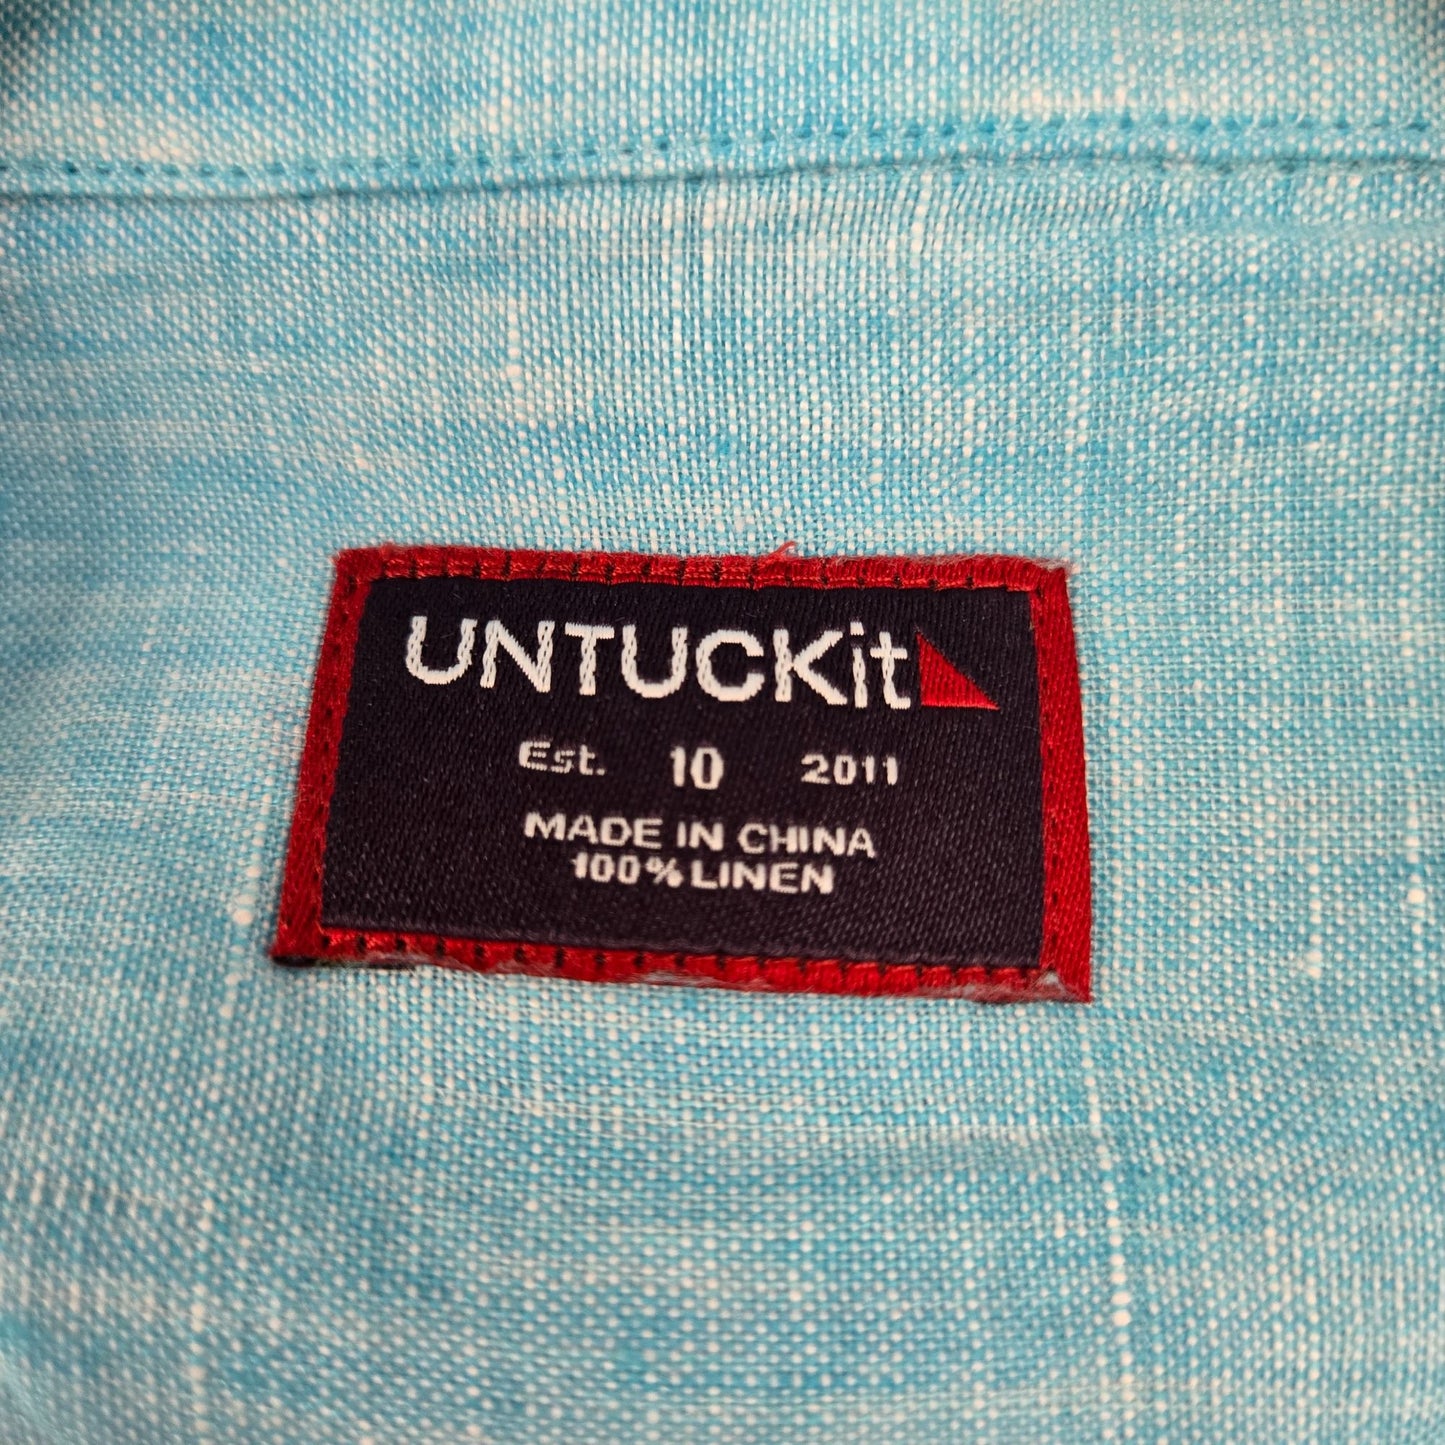 UNTUCKit
Est. 10 2011
MADE IN CHINA
100% LINEN